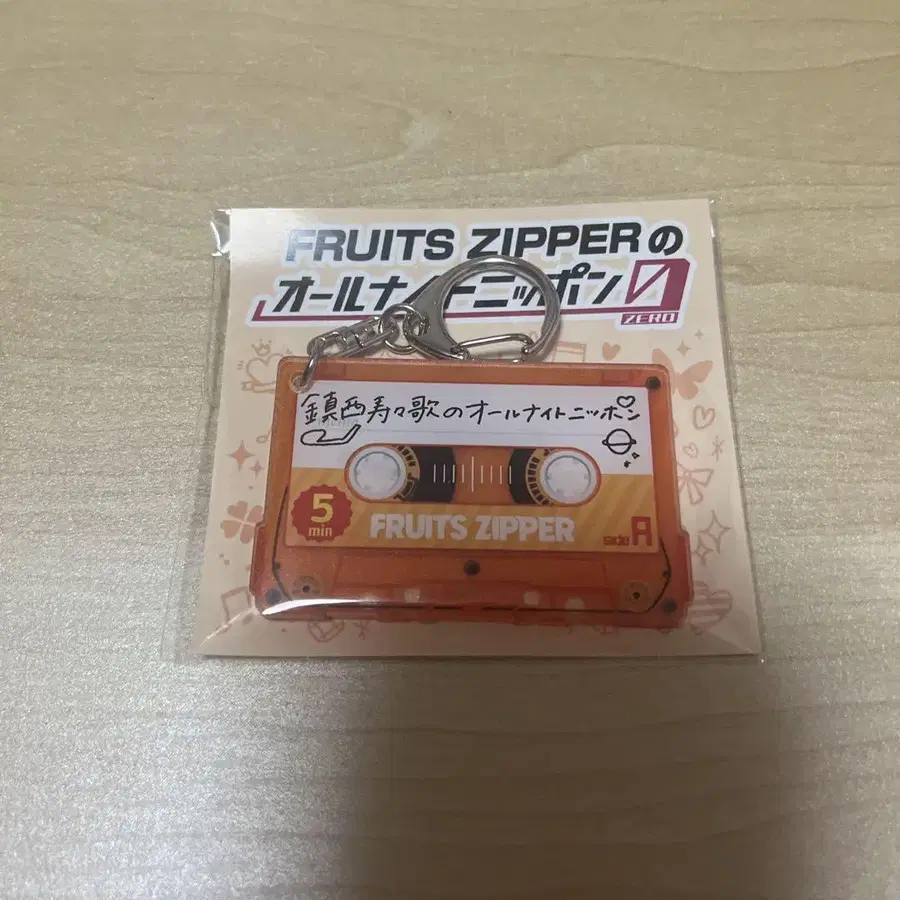 FRUITS ZIPPERの
オールナイトニッポン0
ZERO
鎮西寿々歌のオールナイトニッポン
5
min
FRUITS ZIPPER
side A